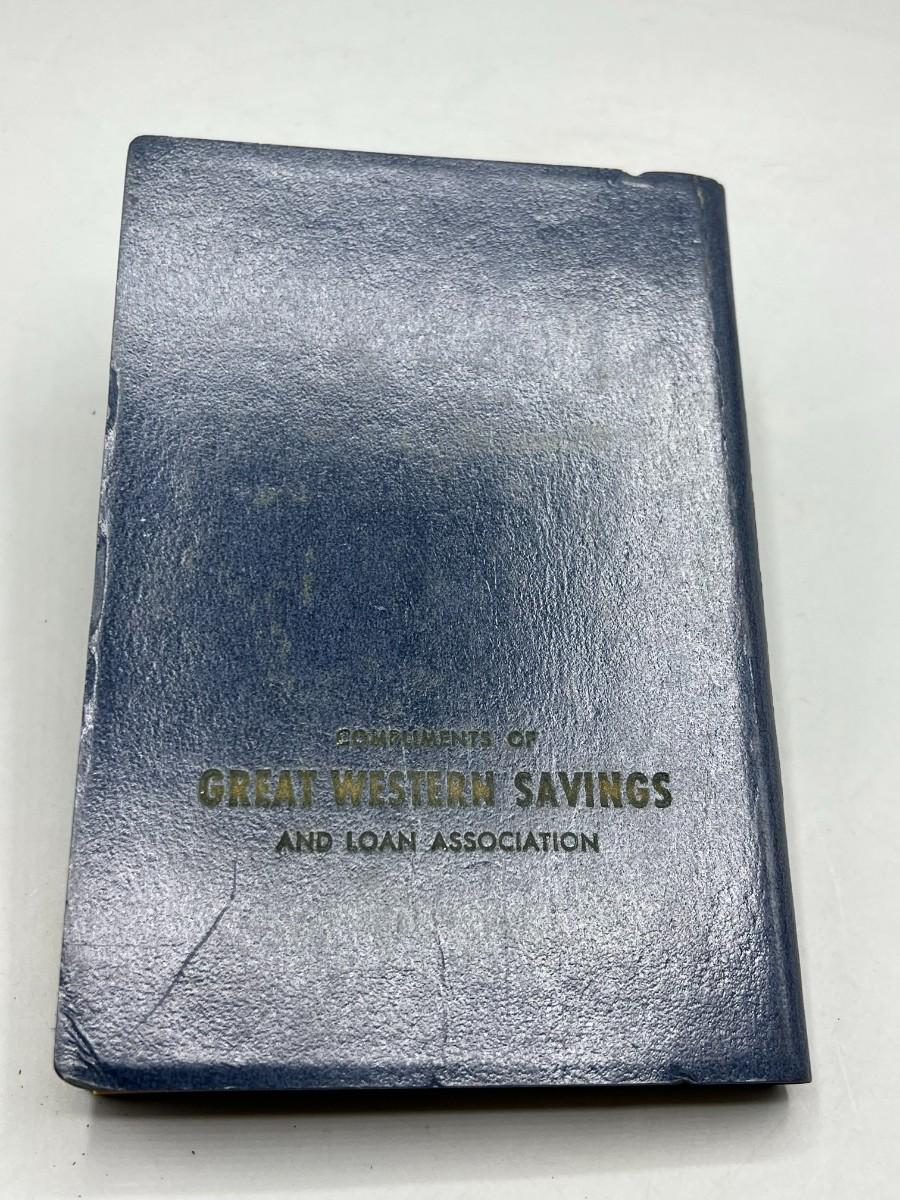 COMPLIMENTS OF
GREAT WESTERN SAVINGS
AND LOAN ASSOCIATION